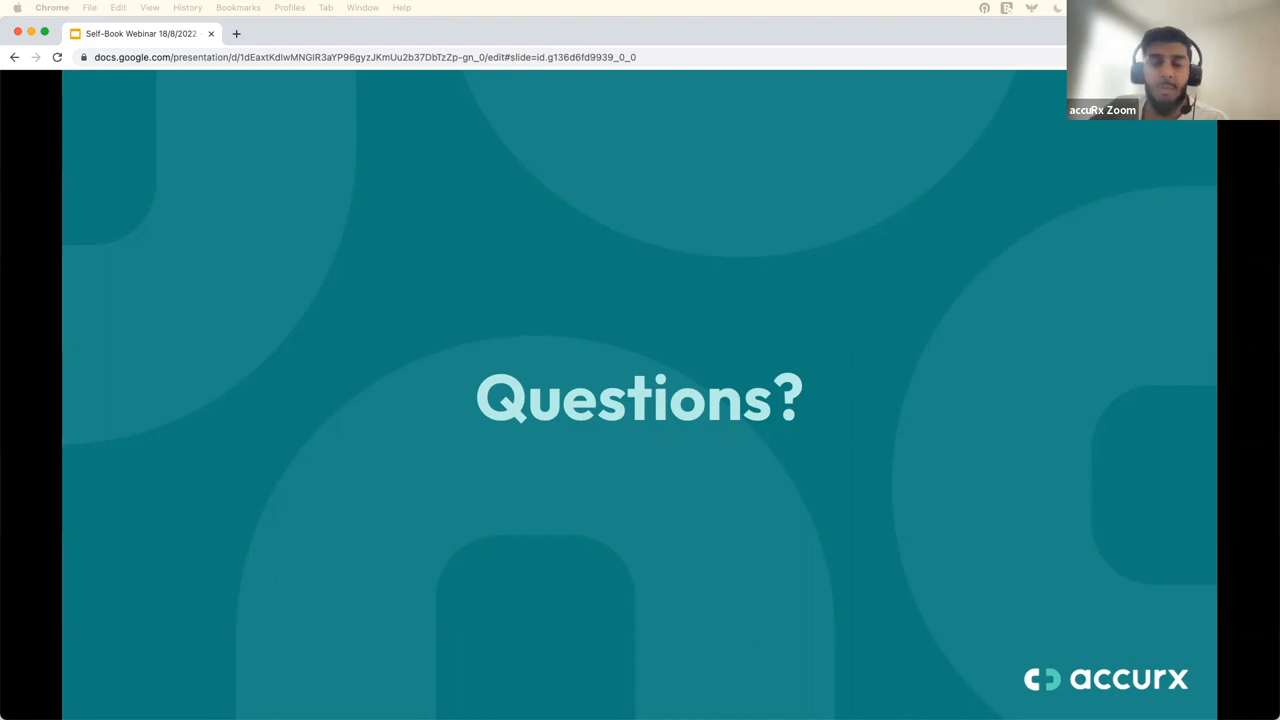 Chrome File Edit View History Bookmarks Profiles Tab Window Help
Self-Book Webinar 18/8/2022
docs.google.com/presentation/d/1dEaxtKdlwMNGIR3aYP96gyzJKmUu2b37DbTzZp-gn_0/edit#slide=id.g136d6fd9939_0_0
accuRx Zoom
Questions?
accurx